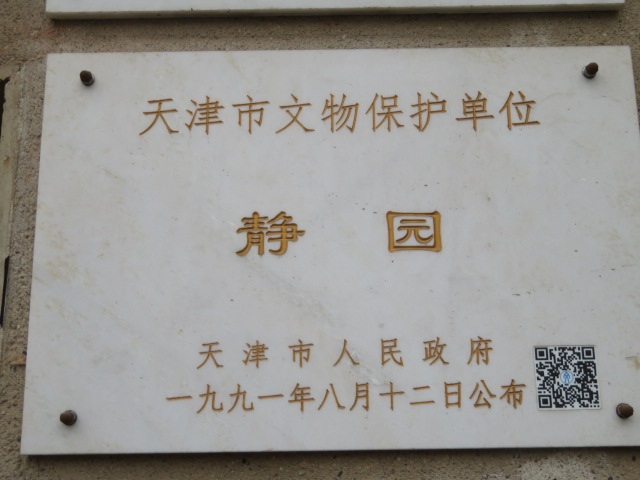 天津市文物保护单位
静园
天津市人民政府
一九九一年八月十二日公布